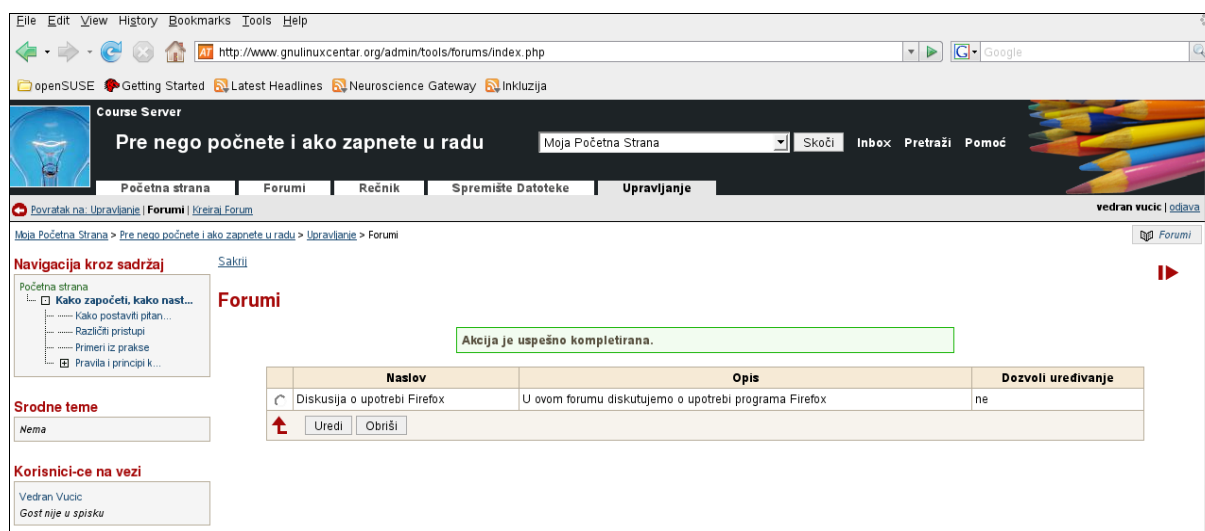 File Edit View History Bookmarks Tools Help
http://www.gnulinuxcentar.org/admin/tools/forums/index.php
G Google
openSUSE Getting Started Latest Headlines Neuroscience Gateway Inkluzija
Course Server
Pre nego počnete i ako zapnete u radu Moja Početna Strana Skoči Inbox Pretraži Pomoć
Početna strana Forumi Rečnik Spremište Datoteke Upravljanje
Povratak na: Upravljanje | Forumi | Kreiraj Forum vedran vucic | odjava
Moja Početna Strana > Pre nego počnete i ako zapnete u radu > Upravljanje > Forumi Forumi
Navigacija kroz sadržaj Sakrij
Početna strana
Kako započeti, kako nast...
Kako postaviti pitan...
Različiti pristupi
Primeri iz prakse
Pravila i principi k...
Forumi
Akcija je uspešno kompletirana.
Naslov Opis Dozvoli uređivanje
Diskusija o upotrebi Firefox U ovom forumu diskutujemo o upotrebi programa Firefox ne
Uredi Obriši
Srodne teme
Nema
Korisnici-ce na vezi
Vedran Vucic
Gost nije u spisku